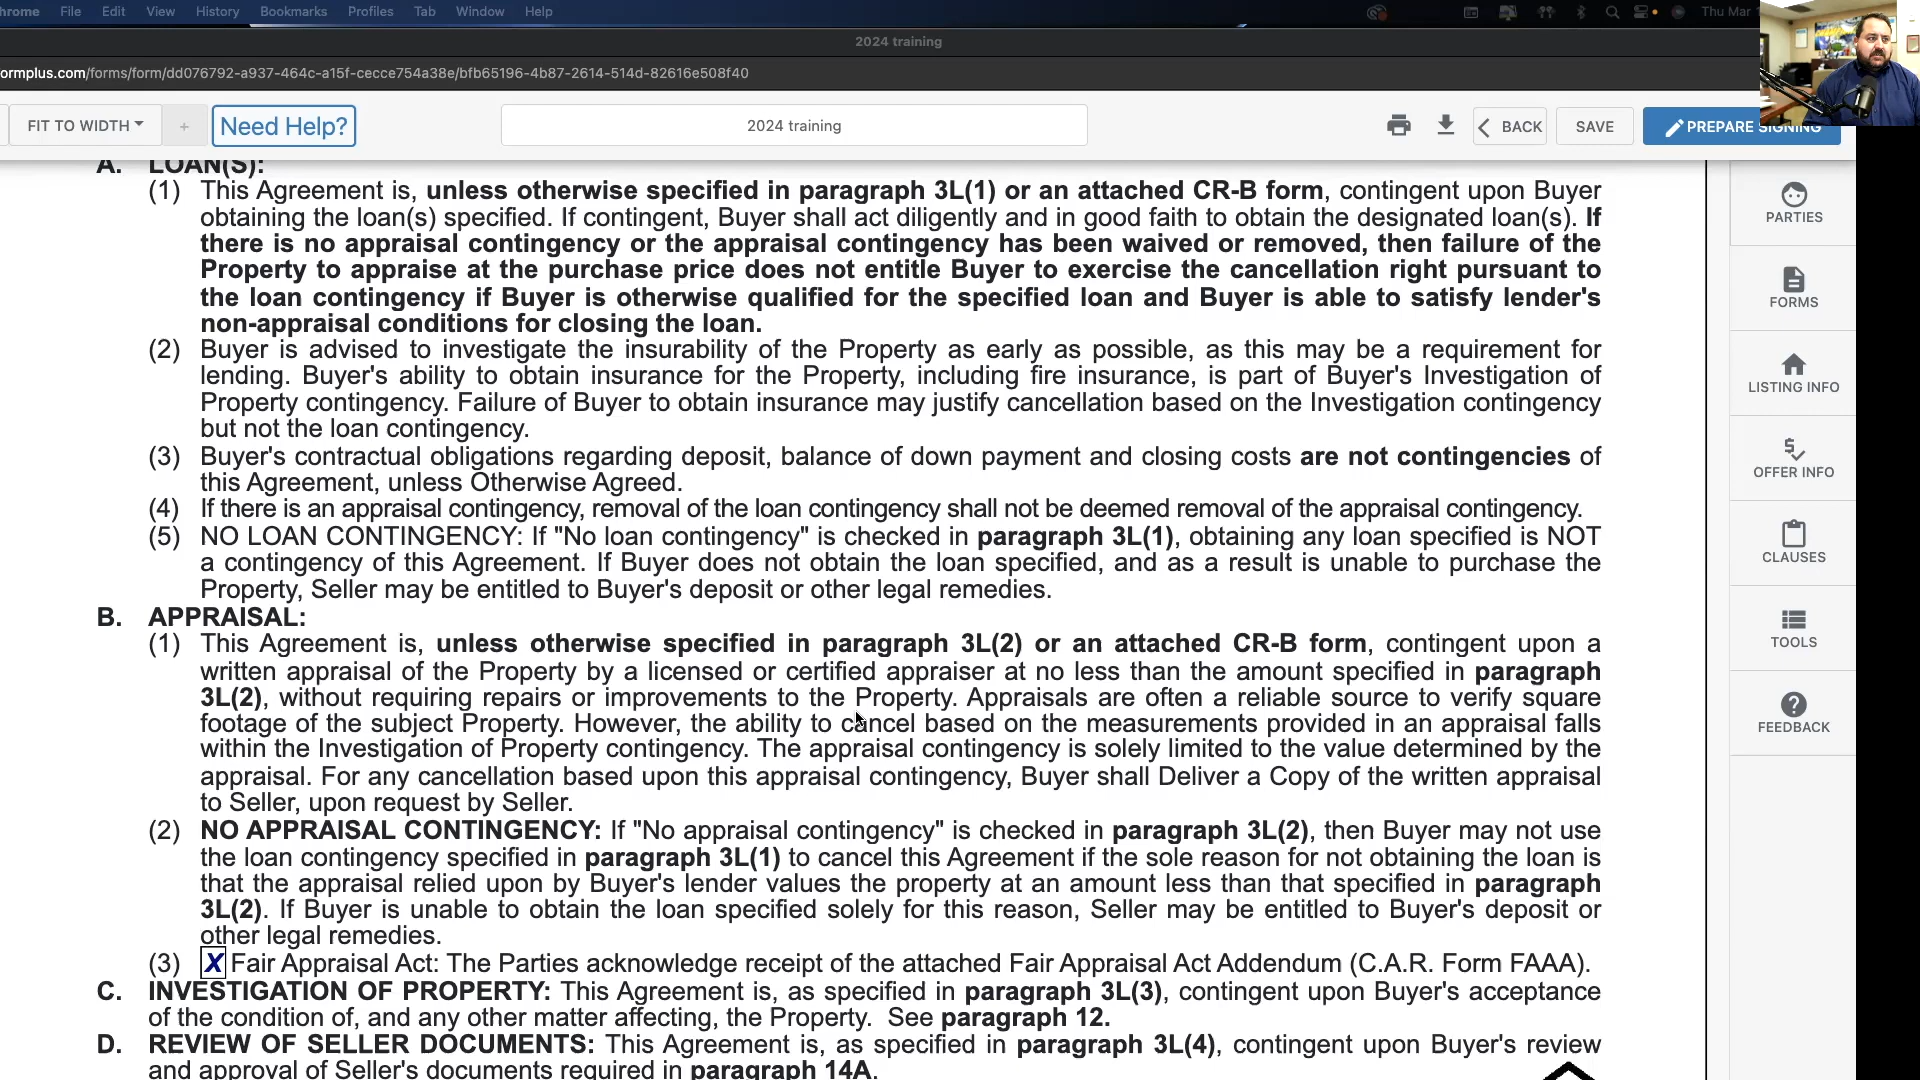 hrome File Edit View History Bookmarks Profiles Tab Window Help Thu Mar
2024 training
ormplus.com/forms/form/dd076792-a937-464c-a15f-cecce754a38e/bfb65196-4b87-2614-514d-82616e508f40
FIT TO WIDTH + Need Help? 2024 training BACK SAVE PREPARE SIGNING
A. LOAN(S):
(1) This Agreement is, unless otherwise specified in paragraph 3L(1) or an attached CR-B form, contingent upon Buyer
obtaining the loan(s) specified. If contingent, Buyer shall act diligently and in good faith to obtain the designated loan(s). If
there is no appraisal contingency or the appraisal contingency has been waived or removed, then failure of the
Property to appraise at the purchase price does not entitle Buyer to exercise the cancellation right pursuant to
the loan contingency if Buyer is otherwise qualified for the specified loan and Buyer is able to satisfy lender's
non-appraisal conditions for closing the loan.
(2) Buyer is advised to investigate the insurability of the Property as early as possible, as this may be a requirement for
lending. Buyer's ability to obtain insurance for the Property, including fire insurance, is part of Buyer's Investigation of
Property contingency. Failure of Buyer to obtain insurance may justify cancellation based on the Investigation contingency
but not the loan contingency.
(3) Buyer's contractual obligations regarding deposit, balance of down payment and closing costs are not contingencies of
this Agreement, unless Otherwise Agreed.
(4) If there is an appraisal contingency, removal of the loan contingency shall not be deemed removal of the appraisal contingency.
(5) NO LOAN CONTINGENCY: If "No loan contingency" is checked in paragraph 3L(1), obtaining any loan specified is NOT
a contingency of this Agreement. If Buyer does not obtain the loan specified, and as a result is unable to purchase the
Property, Seller may be entitled to Buyer's deposit or other legal remedies.
B. APPRAISAL:
(1) This Agreement is, unless otherwise specified in paragraph 3L(2) or an attached CR-B form, contingent upon a
written appraisal of the Property by a licensed or certified appraiser at no less than the amount specified in paragraph
3L(2), without requiring repairs or improvements to the Property. Appraisals are often a reliable source to verify square
footage of the subject Property. However, the ability to cancel based on the measurements provided in an appraisal falls
within the Investigation of Property contingency. The appraisal contingency is solely limited to the value determined by the
appraisal. For any cancellation based upon this appraisal contingency, Buyer shall Deliver a Copy of the written appraisal
to Seller, upon request by Seller.
(2) NO APPRAISAL CONTINGENCY: If "No appraisal contingency" is checked in paragraph 3L(2), then Buyer may not use
the loan contingency specified in paragraph 3L(1) to cancel this Agreement if the sole reason for not obtaining the loan is
that the appraisal relied upon by Buyer's lender values the property at an amount less than that specified in paragraph
3L(2). If Buyer is unable to obtain the loan specified solely for this reason, Seller may be entitled to Buyer's deposit or
other legal remedies.
(3) X Fair Appraisal Act: The Parties acknowledge receipt of the attached Fair Appraisal Act Addendum (C.A.R. Form FAAA).
C. INVESTIGATION OF PROPERTY: This Agreement is, as specified in paragraph 3L(3), contingent upon Buyer's acceptance
of the condition of, and any other matter affecting, the Property. See paragraph 12.
D. REVIEW OF SELLER DOCUMENTS: This Agreement is, as specified in paragraph 3L(4), contingent upon Buyer's review
and approval of Seller's documents required in paragraph 14A.
PARTIES
FORMS
LISTING INFO
OFFER INFO
CLAUSES
TOOLS
FEEDBACK